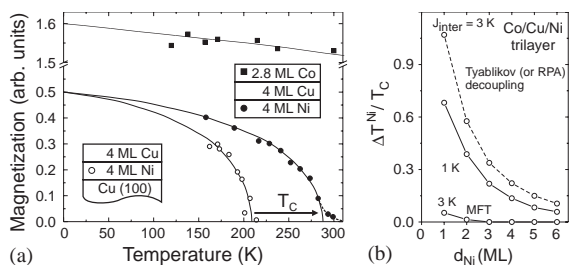 Magnetization (arb. units)
1.6
1.5
0.5
0.4
0.3
0.2
0.1
0.0
2.8 ML Co
4 ML Cu
4 ML Ni
4 ML Cu
4 ML Ni
Cu (100)
T_C
0 50 100 150 200 250 300
(a) Temperature (K)
ΔT^Ni/T_C
0.9
0.6
0.3
0.0
J_inter = 3 K
Co/Cu/Ni
trilayer
Tyablikov (or RPA)
decoupling
1 K
3 K MFT
0 1 2 3 4 5 6
(b) d_Ni(ML)